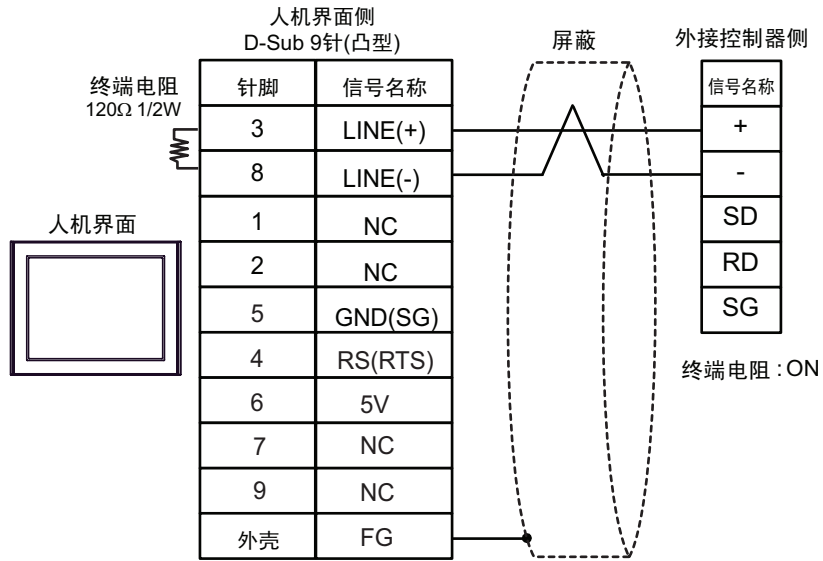 人机界面侧
D-Sub 9针(凸型)
屏蔽
外接控制器侧
终端电阻
120Ω 1/2W
针脚 信号名称
信号名称
3 LINE(+)
+
8 LINE(-)
-
人机界面
1 NC
SD
2 NC
RD
5 GND(SG)
SG
4 RS(RTS)
终端电阻 : ON
6 5V
7 NC
9 NC
外壳 FG